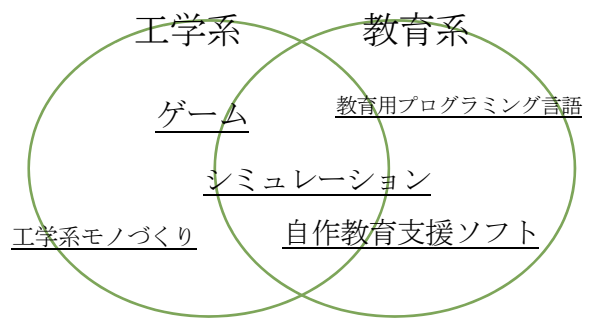 工学系
教育系
教育用プログラミング言語
ゲーム
シミュレーション
工学系モノづくり
自作教育支援ソフト